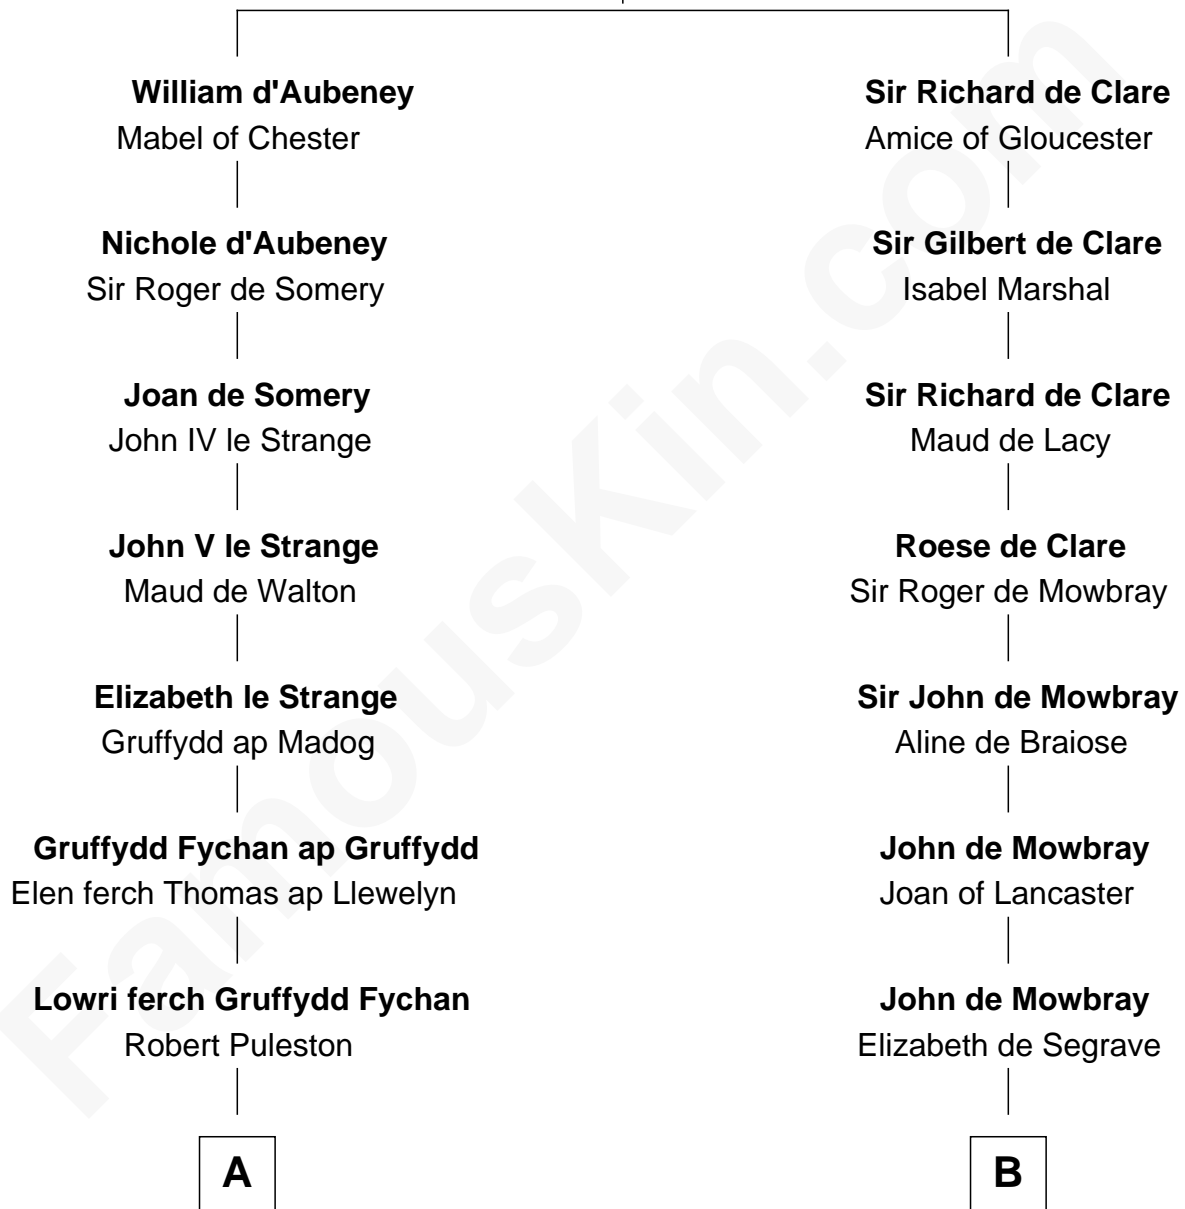 William d'Aubeney
Mabel of Chester
Nichole d'Aubeney
Sir Roger de Somery
Joan de Somery
John IV le Strange
John V le Strange
Maud de Walton
Elizabeth le Strange
Gruffydd ap Madog
Gruffydd Fychan ap Gruffydd
Elen ferch Thomas ap Llewelyn
Lowri ferch Gruffydd Fychan
Robert Puleston
A
Sir Richard de Clare
Amice of Gloucester
Sir Gilbert de Clare
Isabel Marshal
Sir Richard de Clare
Maud de Lacy
Roese de Clare
Sir Roger de Mowbray
Sir John de Mowbray
Aline de Braiose
John de Mowbray
Joan of Lancaster
John de Mowbray
Elizabeth de Segrave
B
FamousKin.com